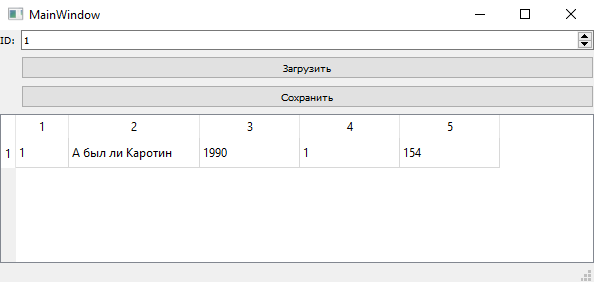 MainWindow
ID: 1
Загрузить
Сохранить
1 2 3 4 5
1 1 А был ли Каротин 1990 1 154